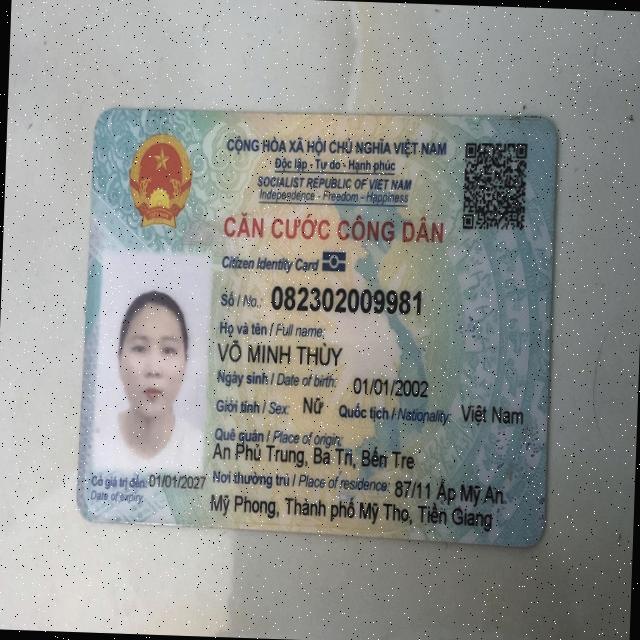 CỘNG HÒA XÃ HỘI CHỦ NGHĨA VIỆT NAM
Độc lập - Tự do - Hạnh phúc
SOCIALIST REPUBLIC OF VIET NAM
Independence - Freedom - Happiness
CĂN CƯỚC CÔNG DÂN
Citizen Identity Card
Số / No.: 082302009981
Họ và tên / Full name:
VÕ MINH THÙY
Ngày sinh / Date of birth: 01/01/2002
Giới tính / Sex: Nữ Quốc tịch / Nationality: Việt Nam
Quê quán / Place of origin:
An Phú Trung, Ba Tri, Bến Tre
Nơi thường trú / Place of residence: 87/11 Ấp Mỹ An
Mỹ Phong, Thành phố Mỹ Tho, Tiền Giang
Có giá trị đến: 01/01/2027
Date of expiry: